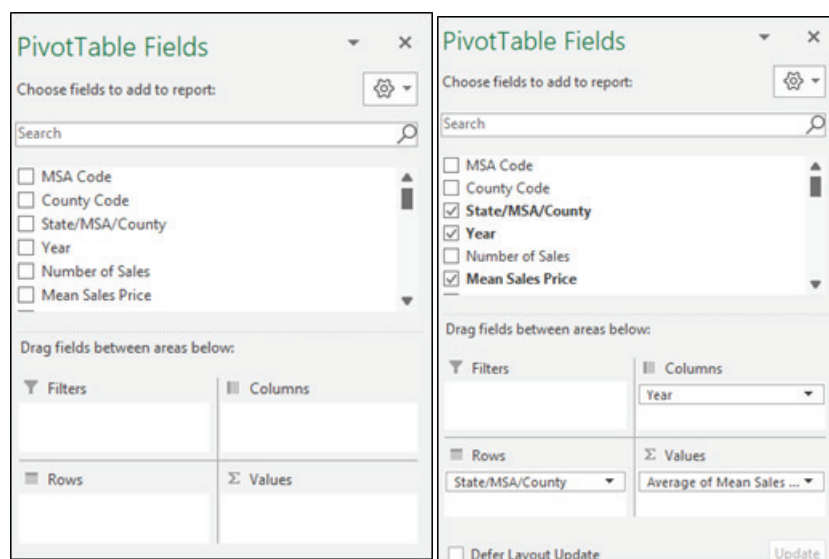 PivotTable Fields
Choose fields to add to report:
Search
MSA Code
County Code
State/MSA/County
Year
Number of Sales
Mean Sales Price
Drag fields between areas below:
Filters
Columns
Rows
Σ Values
PivotTable Fields
Choose fields to add to report:
Search
MSA Code
County Code
State/MSA/County
Year
Number of Sales
Mean Sales Price
Drag fields between areas below:
Filters
Columns
Year
Rows
Σ Values
State/MSA/County
Average of Mean Sales ...
Defer Layout Update
Update